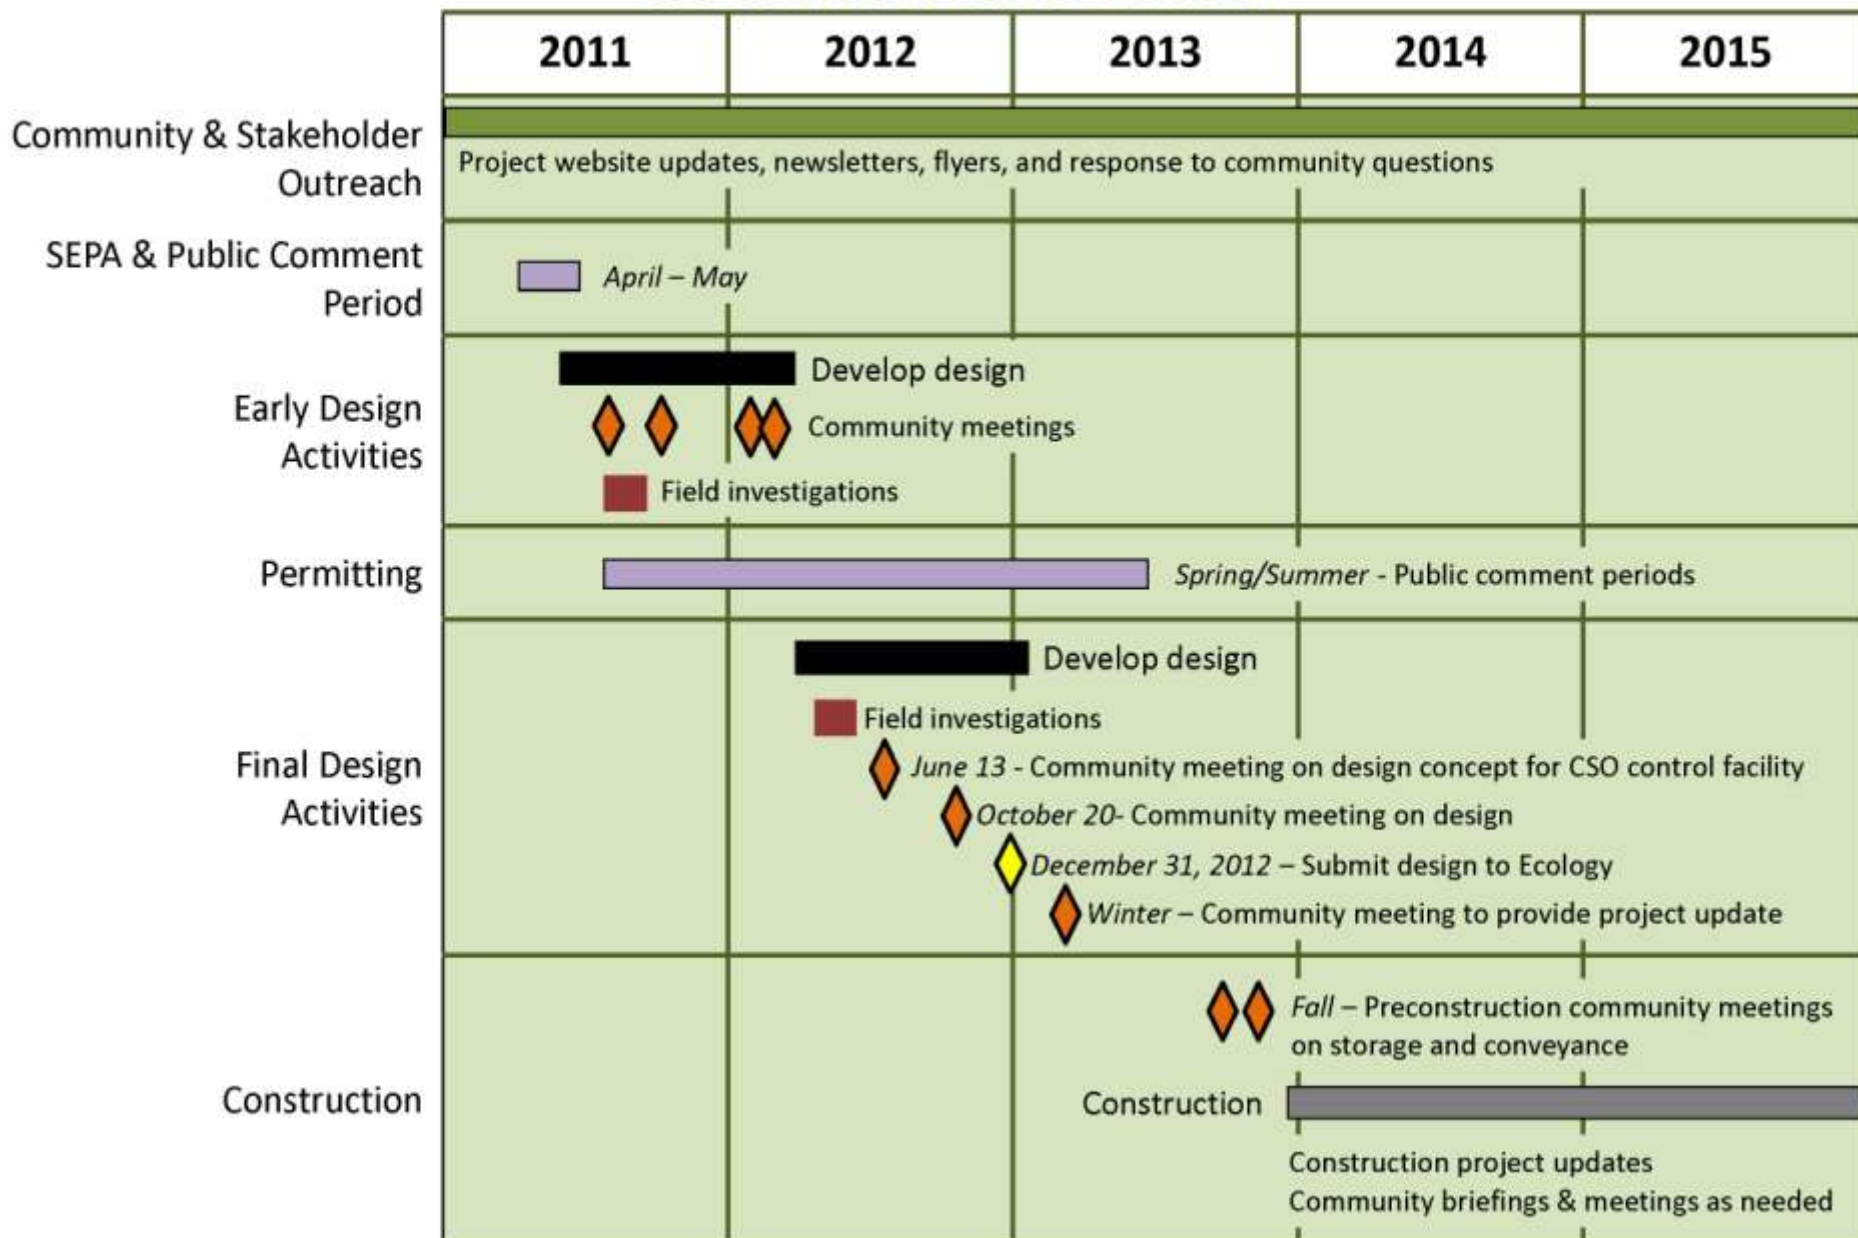 2011 2012 2013 2014 2015
Community & Stakeholder
Outreach
Project website updates, newsletters, flyers, and response to community questions
SEPA & Public Comment
Period
April – May
Early Design
Activities
Develop design
Community meetings
Field investigations
Permitting
Spring/Summer - Public comment periods
Final Design
Activities
Develop design
Field investigations
June 13 - Community meeting on design concept for CSO control facility
October 20- Community meeting on design
December 31, 2012 – Submit design to Ecology
Winter – Community meeting to provide project update
Construction
Fall – Preconstruction community meetings
on storage and conveyance
Construction
Construction project updates
Community briefings & meetings as needed